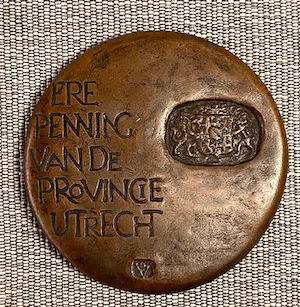 ERE
PENNING
VAN DE
PROVINCIE
UTRECHT